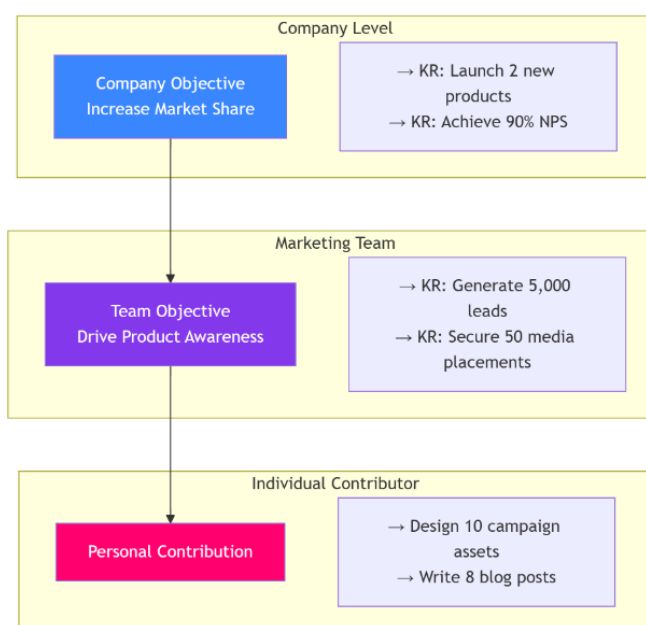 Company Level
Company Objective
Increase Market Share
→ KR: Launch 2 new
products
→ KR: Achieve 90% NPS
Marketing Team
Team Objective
Drive Product Awareness
→ KR: Generate 5,000
leads
→ KR: Secure 50 media
placements
Individual Contributor
Personal Contribution
→ Design 10 campaign
assets
→ Write 8 blog posts